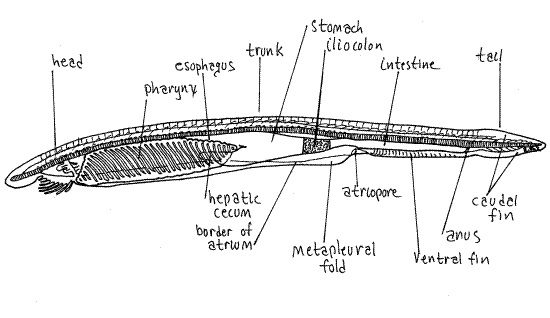 stomach
iliocolon
trunk
esophagus
intestine
tail
head
pharynx
hepatic
cecum
border of
atrium
atriopore
caudel
fin
anus
metapleural
fold
ventral fin